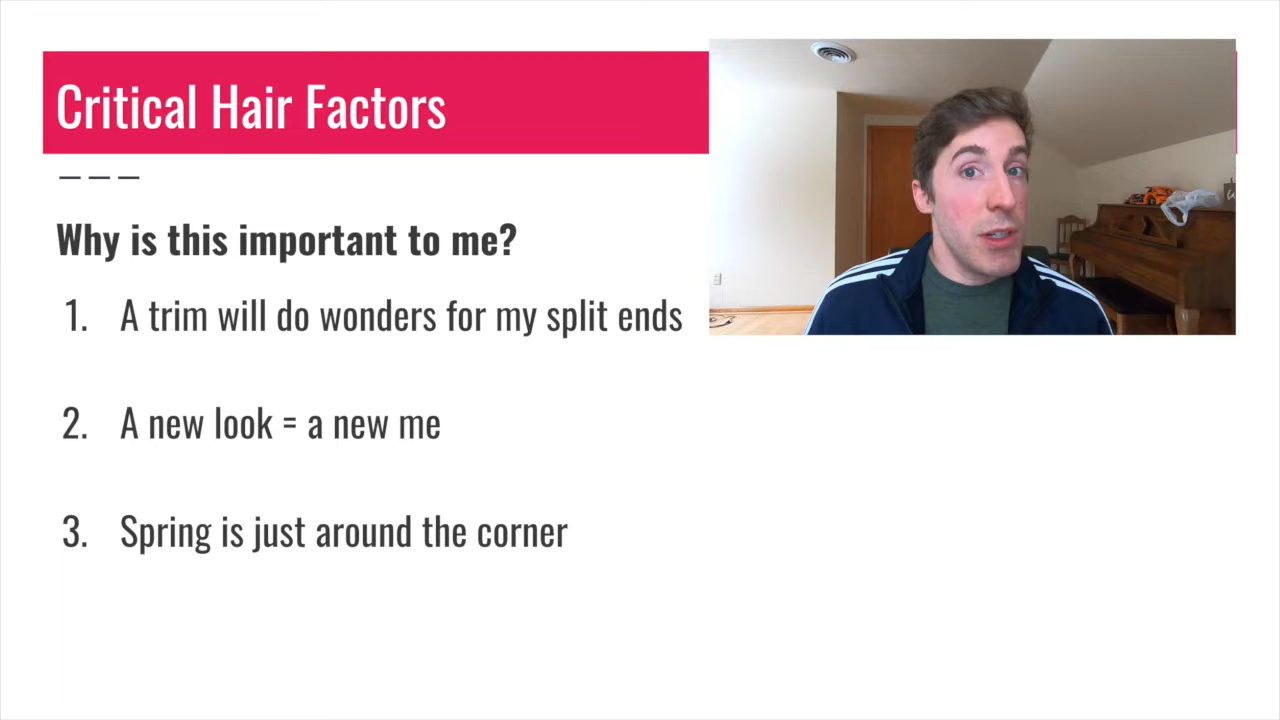 Critical Hair Factors
Why is this important to me?
1. A trim will do wonders for my split ends
2. A new look = a new me
3. Spring is just around the corner